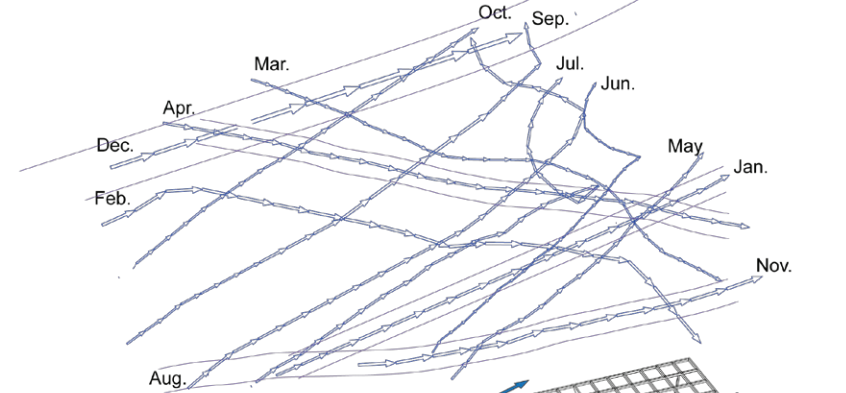 Oct.
Sep.
Mar.
Jul.
Jun.
Apr.
Dec.
May
Jan.
Feb.
Nov.
Aug.